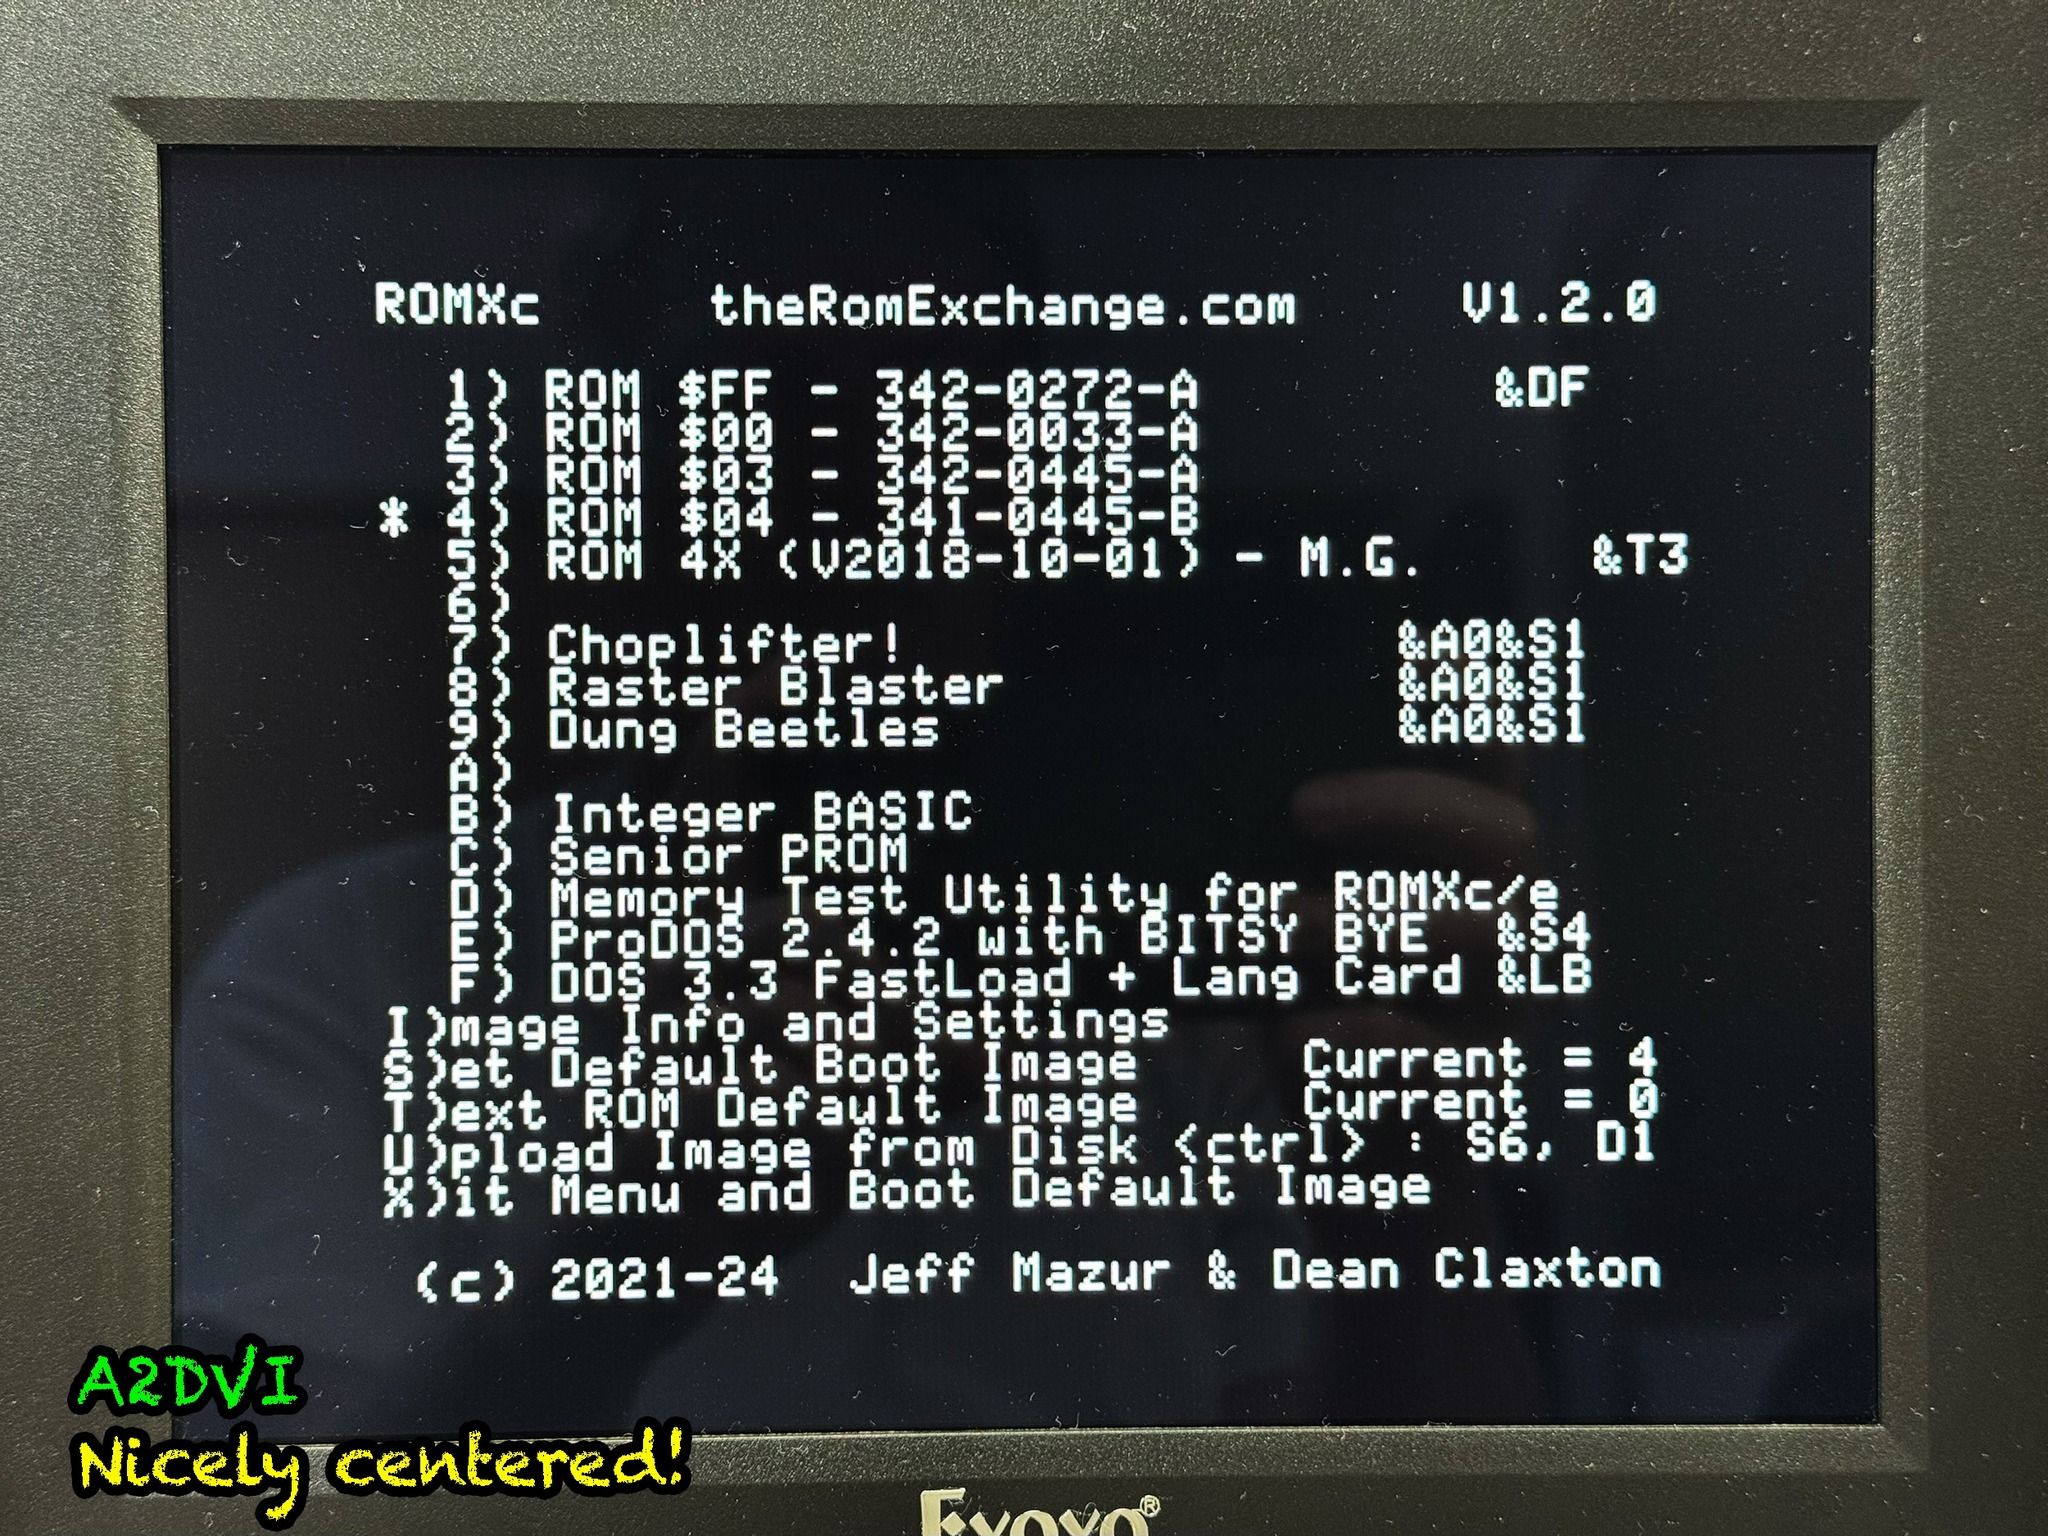 ROMXc theRomExchange.com V1.2.0
1) ROM $FF - 342-0272-A &DF
2) ROM $00 - 342-0033-A
3) ROM $03 - 342-0445-A
* 4) ROM $04 - 341-0445-B
5) ROM 4X (V2018-10-01) - M.G. &T3
6)
7) Choplifter! &A0&S1
8) Raster Blaster &A0&S1
9) Dung Beetles &A0&S1
A)
B) Integer BASIC
C) Senior PROM
D) Memory Test Utility for ROMXc/e
E) ProDOS 2.4.2 with BITSY BYE &S4
F) DOS 3.3 FastLoad + Lang Card &LB
I)mage Info and Settings
S)et Default Boot Image Current = 4
T)ext ROM Default Image Current = 0
U)pload Image from Disk <ctrl> : S6, D1
X)it Menu and Boot Default Image
(c) 2021-24 Jeff Mazur & Dean Claxton
A2DVI
Nicely centered!
Eyoyo®